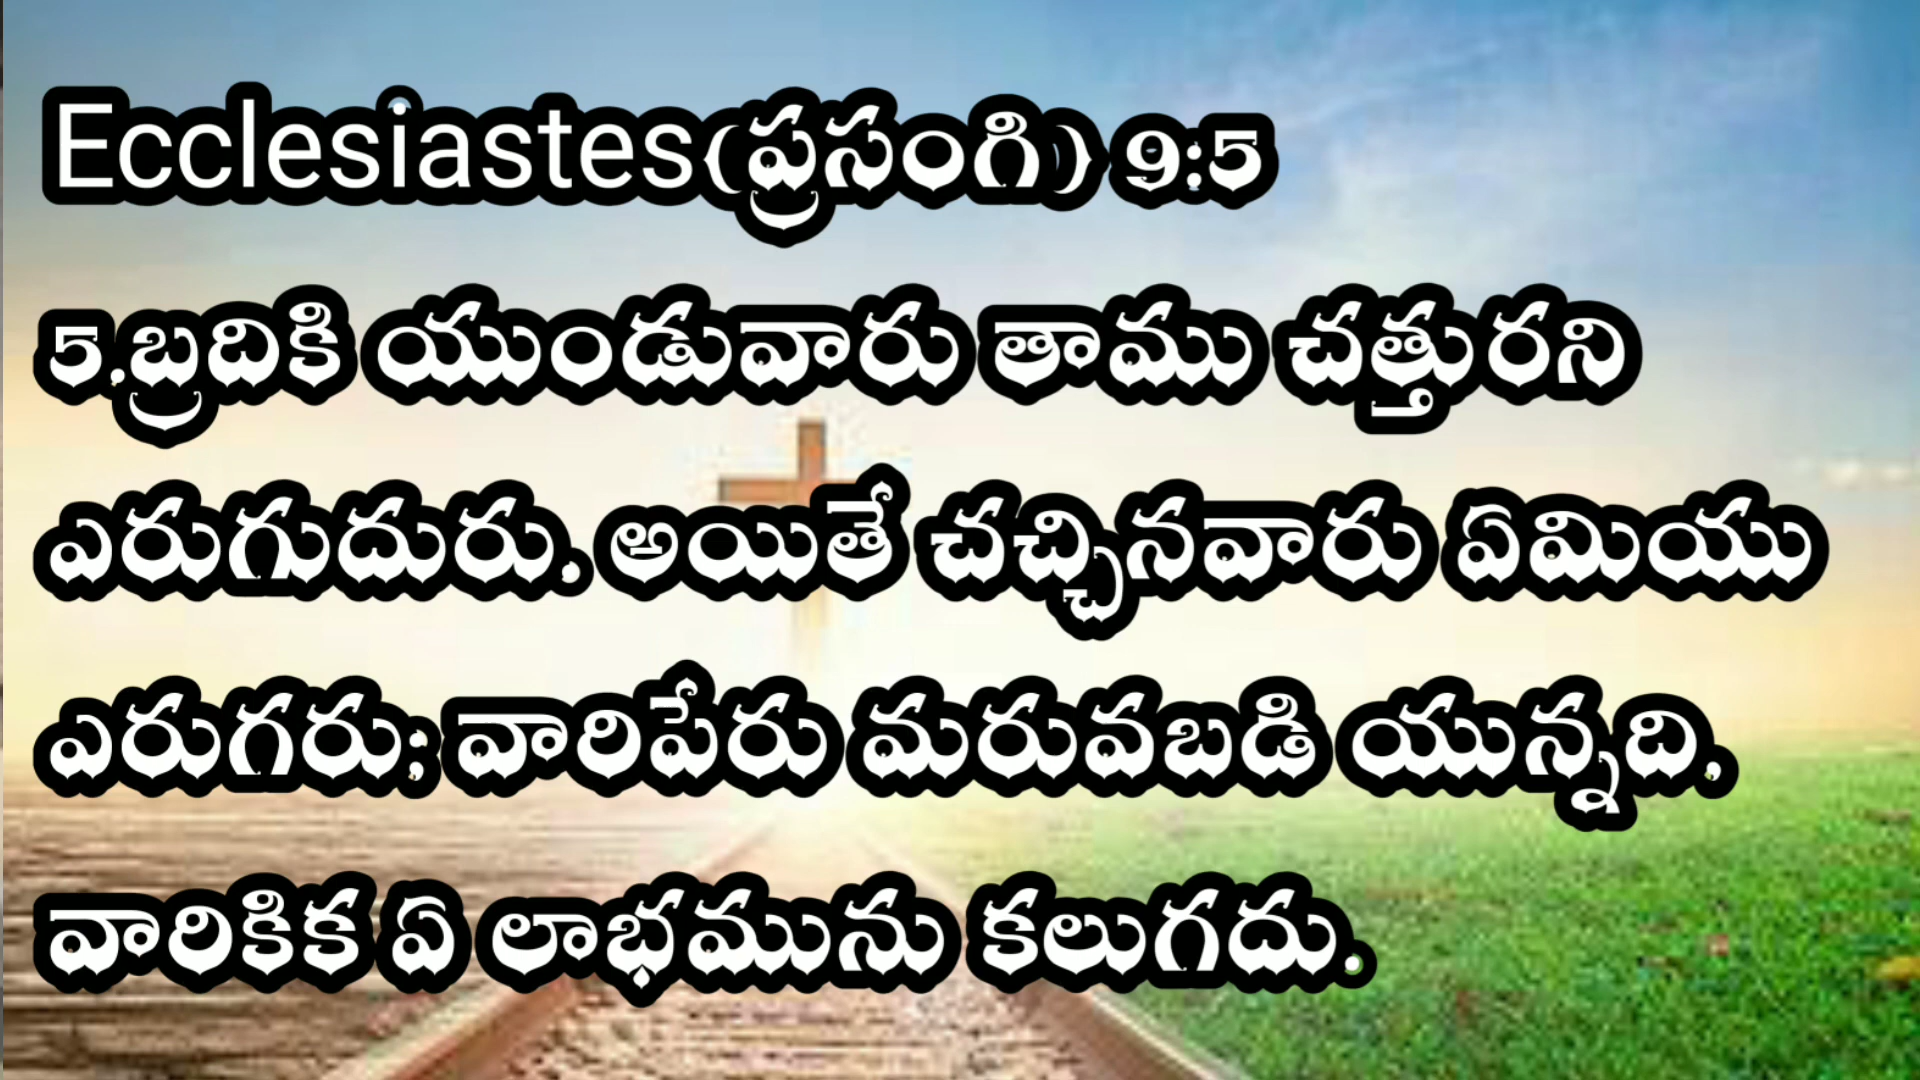 Ecclesiastes(ప్రసంగి) 9:5
5.బ్రదికి యుండువారు తాము చత్తురని
ఎరుగుదురు. అయితే చచ్చినవారు ఏమియు
ఎరుగరు; వారిపేరు మరువబడి యున్నది,
వారికిక ఏ లాభమును కలుగదు.